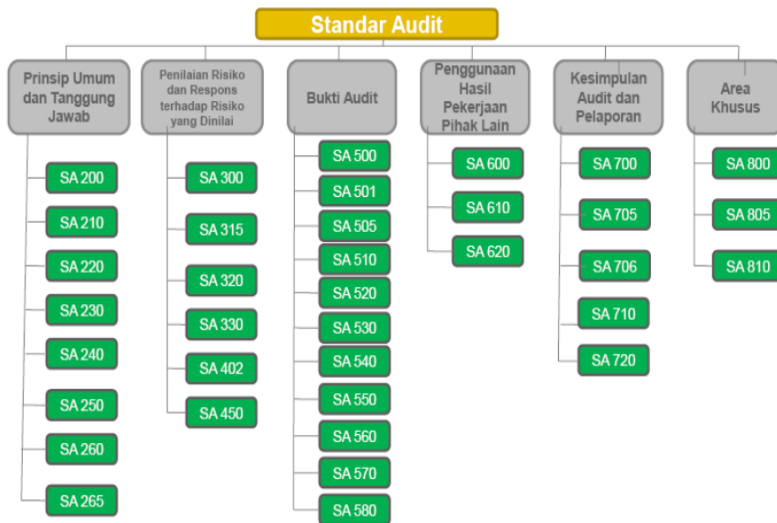 Standar Audit
Prinsip Umum
dan Tanggung
Jawab
SA 200
SA 210
SA 220
SA 230
SA 240
SA 250
SA 260
SA 265
Penilaian Risiko
dan Respons
terhadap Risiko
yang Dinilai
SA 300
SA 315
SA 320
SA 330
SA 402
SA 450
Bukti Audit
SA 500
SA 501
SA 505
SA 510
SA 520
SA 530
SA 540
SA 550
SA 560
SA 570
SA 580
Penggunaan
Hasil
Pekerjaan
Pihak Lain
SA 600
SA 610
SA 620
Kesimpulan
Audit dan
Pelaporan
SA 700
SA 705
SA 706
SA 710
SA 720
Area
Khusus
SA 800
SA 805
SA 810